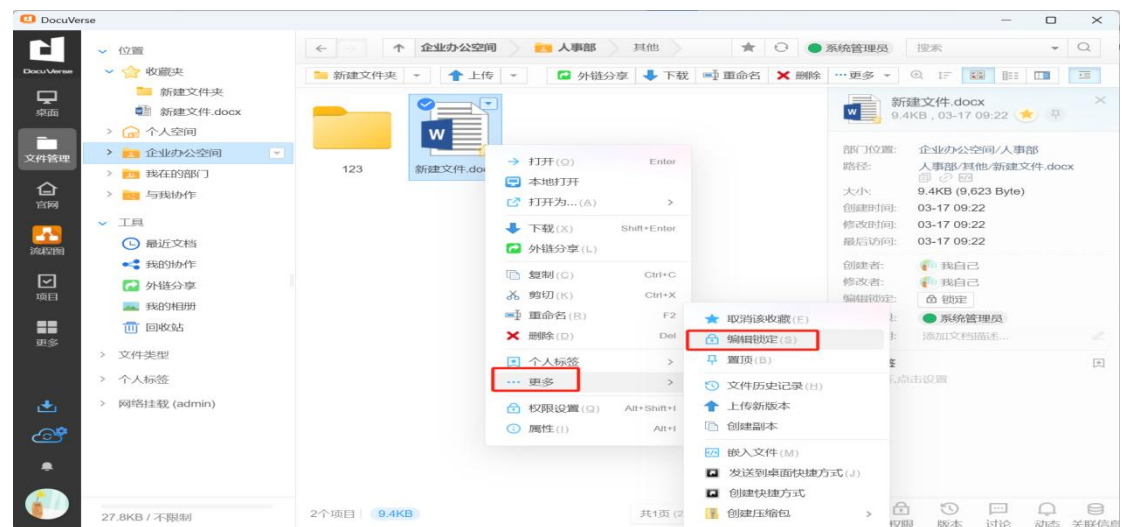 DocuVerse
DocuVerse
桌面
文件管理
官网
流程图
项目
更多
位置
收藏夹
新建文件夹
新建文件.docx
个人空间
企业办公空间
我在的部门
与我协作
工具
最近文档
我的协作
外链分享
我的相册
回收站
文件类型
个人标签
网络挂载 (admin)
27.8KB / 不限制
企业办公空间 人事部 其他 系统管理员 搜索
新建文件夹 上传 外链分享 下载 重命名 删除 更多
123
新建文件.do
打开(O) Enter
本地打开
打开为...(A)
下载(X) Shift+Enter
外链分享(L)
复制(C) Ctrl+C
剪切(K) Ctrl+X
重命名(R) F2
删除(D) Del
个人标签
更多
权限设置(Q) Alt+Shift+I
属性(I) Alt+I
取消该收藏(E)
编辑锁定(S)
置顶(B)
文件历史记录(H)
上传新版本
创建副本
嵌入文件(M)
发送到桌面快捷方式(J)
创建快捷方式
创建压缩包
新建文件.docx
9.4KB , 03-17 09:22
部门位置: 企业办公空间/人事部
路径: 人事部/其他/新建文件.docx
大小: 9.4KB (9,623 Byte)
创建时间: 03-17 09:22
修改时间: 03-17 09:22
最后访问: 03-17 09:22
创建者: 我自己
修改者: 我自己
编辑锁定: 锁定
系统管理员
添加文档描述...
点击设置
2个项目 9.4KB
共1页 (2
权限 版本 讨论 动态 关联信息